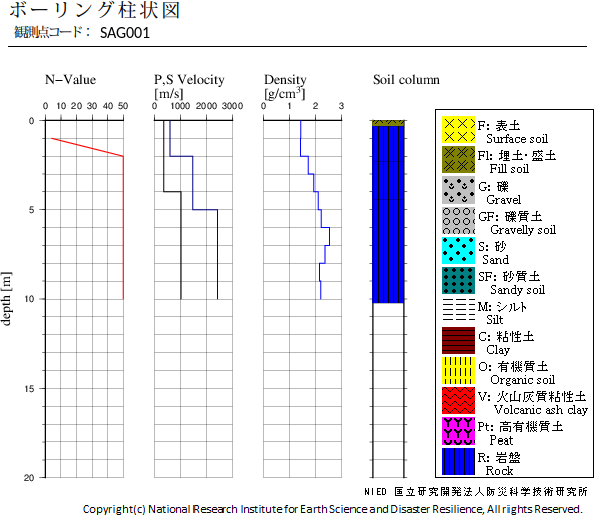 ボーリング柱状図
観測点コード： SAG001
N-Value
P,S Velocity
[m/s]
Density
[g/cm³]
Soil column
0 10 20 30 40 50
0 1000 2000 3000
0 1 2 3
0
5
10
15
20
depth [m]
F: 表土
Surface soil
Fl: 埋土・盛土
Fill soil
G: 礫
Gravel
GF: 礫質土
Gravelly soil
S: 砂
Sand
SF: 砂質土
Sandy soil
M: シルト
Silt
C: 粘性土
Clay
O: 有機質土
Organic soil
V: 火山灰質粘性土
Volcanic ash clay
Pt: 高有機質土
Peat
R: 岩盤
Rock
NIED 国立研究開発法人防災科学技術研究所
Copyright(c) National Research Institute for Earth Science and Disaster Resilience, All rights Reserved.